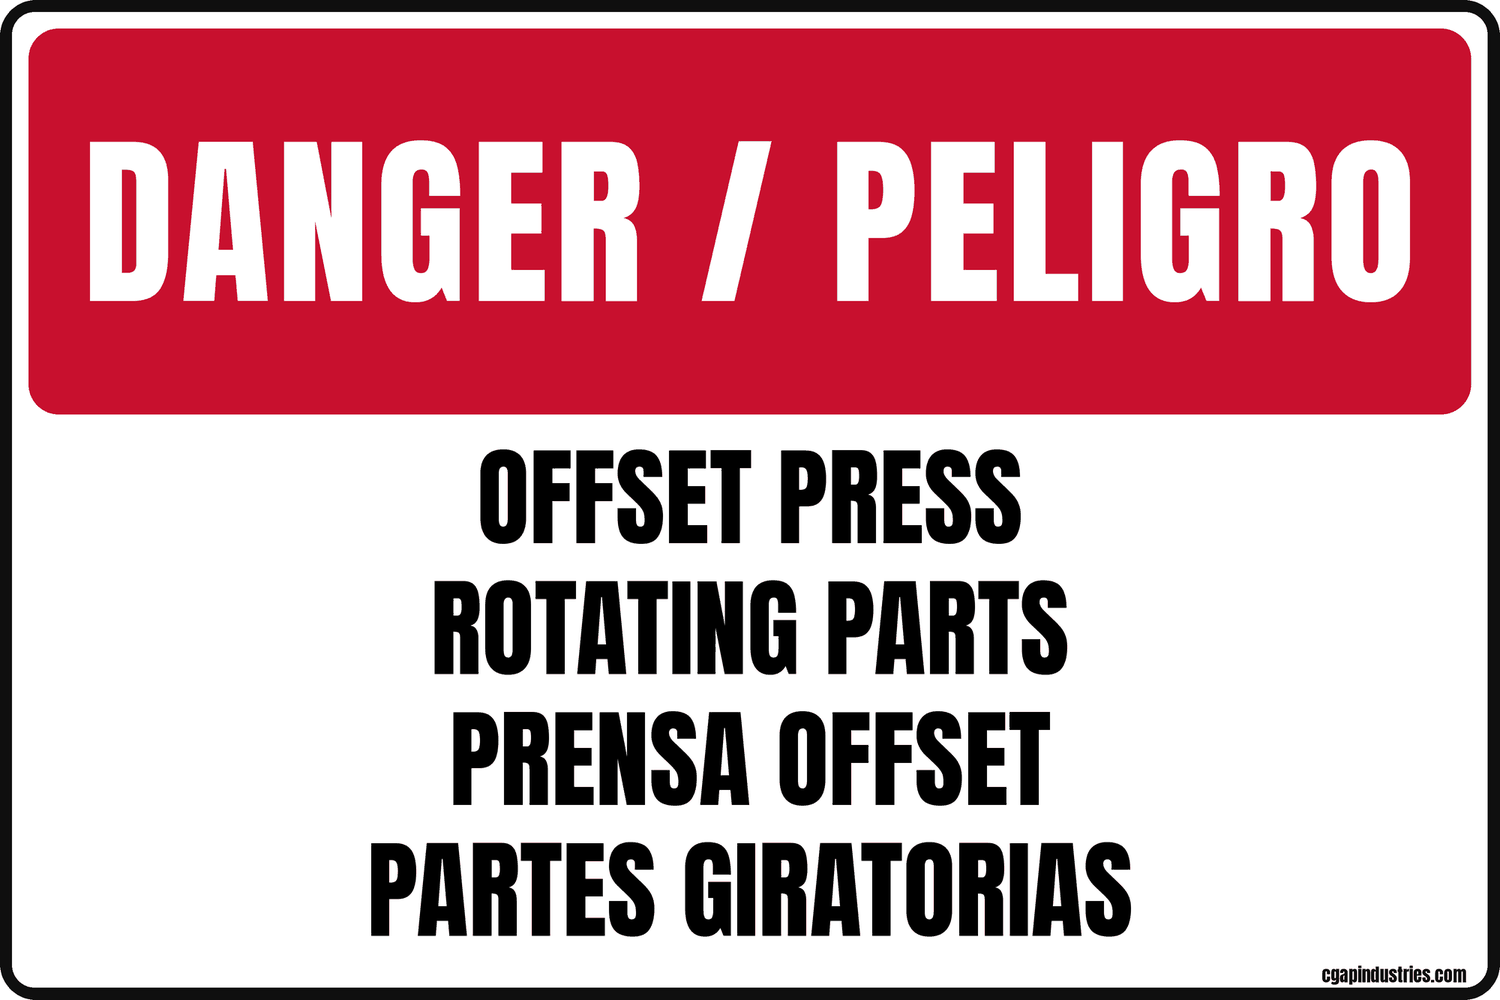 DANGER / PELIGRO
OFFSET PRESS
ROTATING PARTS
PRENSA OFFSET
PARTES GIRATORIAS
cgapindustries.com